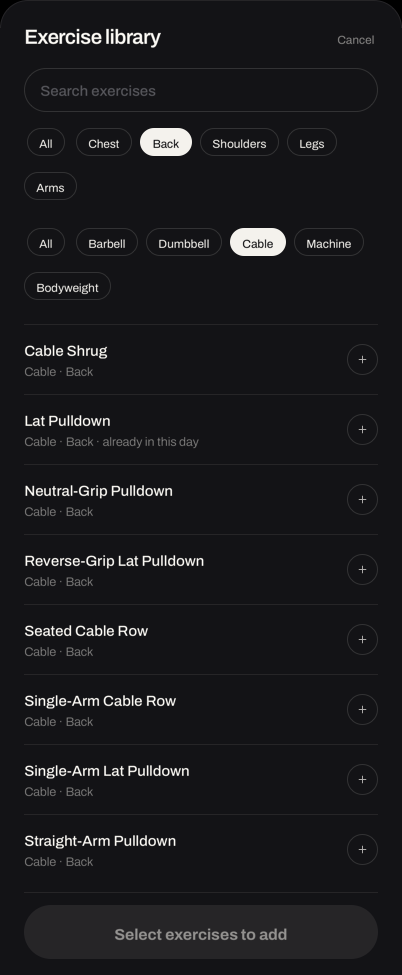 Exercise library
Cancel
Search exercises
All Chest Back Shoulders Legs
Arms
All Barbell Dumbbell Cable Machine
Bodyweight
Cable Shrug
Cable · Back
+
Lat Pulldown
Cable · Back · already in this day
+
Neutral-Grip Pulldown
Cable · Back
+
Reverse-Grip Lat Pulldown
Cable · Back
+
Seated Cable Row
Cable · Back
+
Single-Arm Cable Row
Cable · Back
+
Single-Arm Lat Pulldown
Cable · Back
+
Straight-Arm Pulldown
Cable · Back
+
Select exercises to add